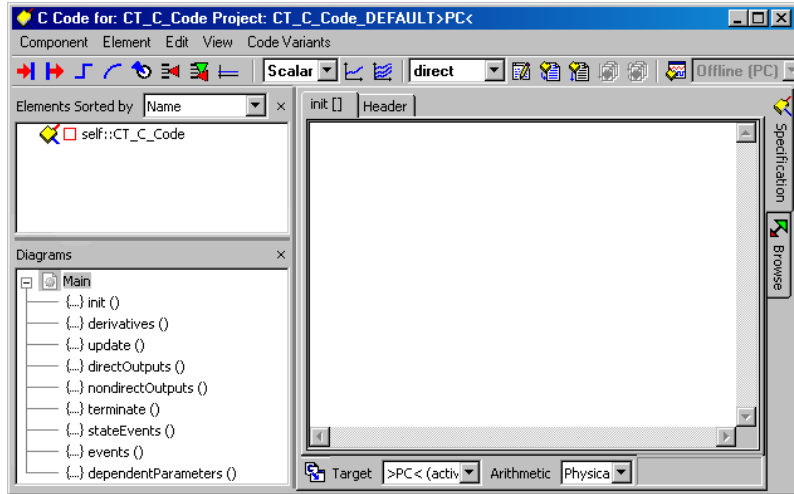 C Code for: CT_C_Code Project: CT_C_Code_DEFAULT>PC<
Component Element Edit View Code Variants
Scalar direct Offline (PC)
Elements Sorted by Name
self::CT_C_Code
Diagrams
Main
{...} init ()
{...} derivatives ()
{...} update ()
{...} directOutputs ()
{...} nondirectOutputs ()
{...} terminate ()
{...} stateEvents ()
{...} events ()
{...} dependentParameters ()
init [] Header
Specification
Browse
Target >PC< (activ Arithmetic Physica